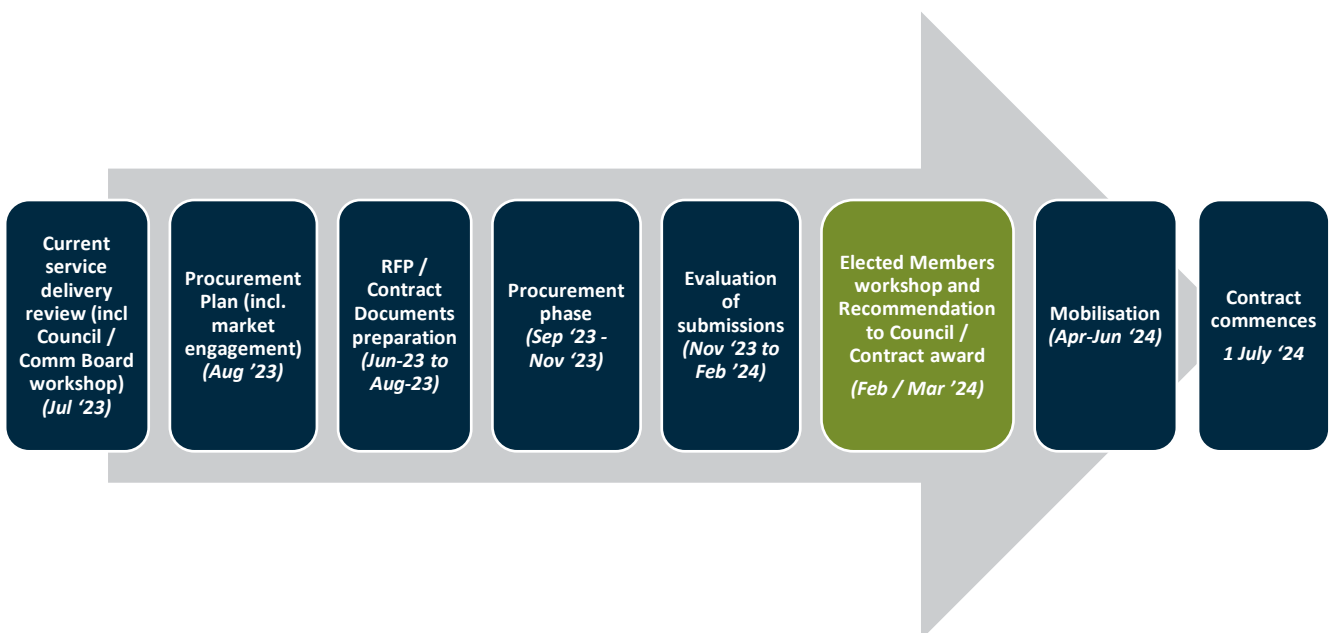 Current
service
delivery
review (incl
Council /
Comm Board
workshop)
(Jul ‘23)
Procurement
Plan (incl.
market
engagement)
(Aug ’23)
RFP /
Contract
Documents
preparation
(Jun-23 to
Aug-23)
Procurement
phase
(Sep ‘23 -
Nov ’23)
Evaluation
of
submissions
(Nov ‘23 to
Feb ’24)
Elected Members
workshop and
Recommendation
to Council /
Contract award
(Feb / Mar ’24)
Mobilisation
(Apr-Jun ‘24)
Contract
commences
1 July ‘24